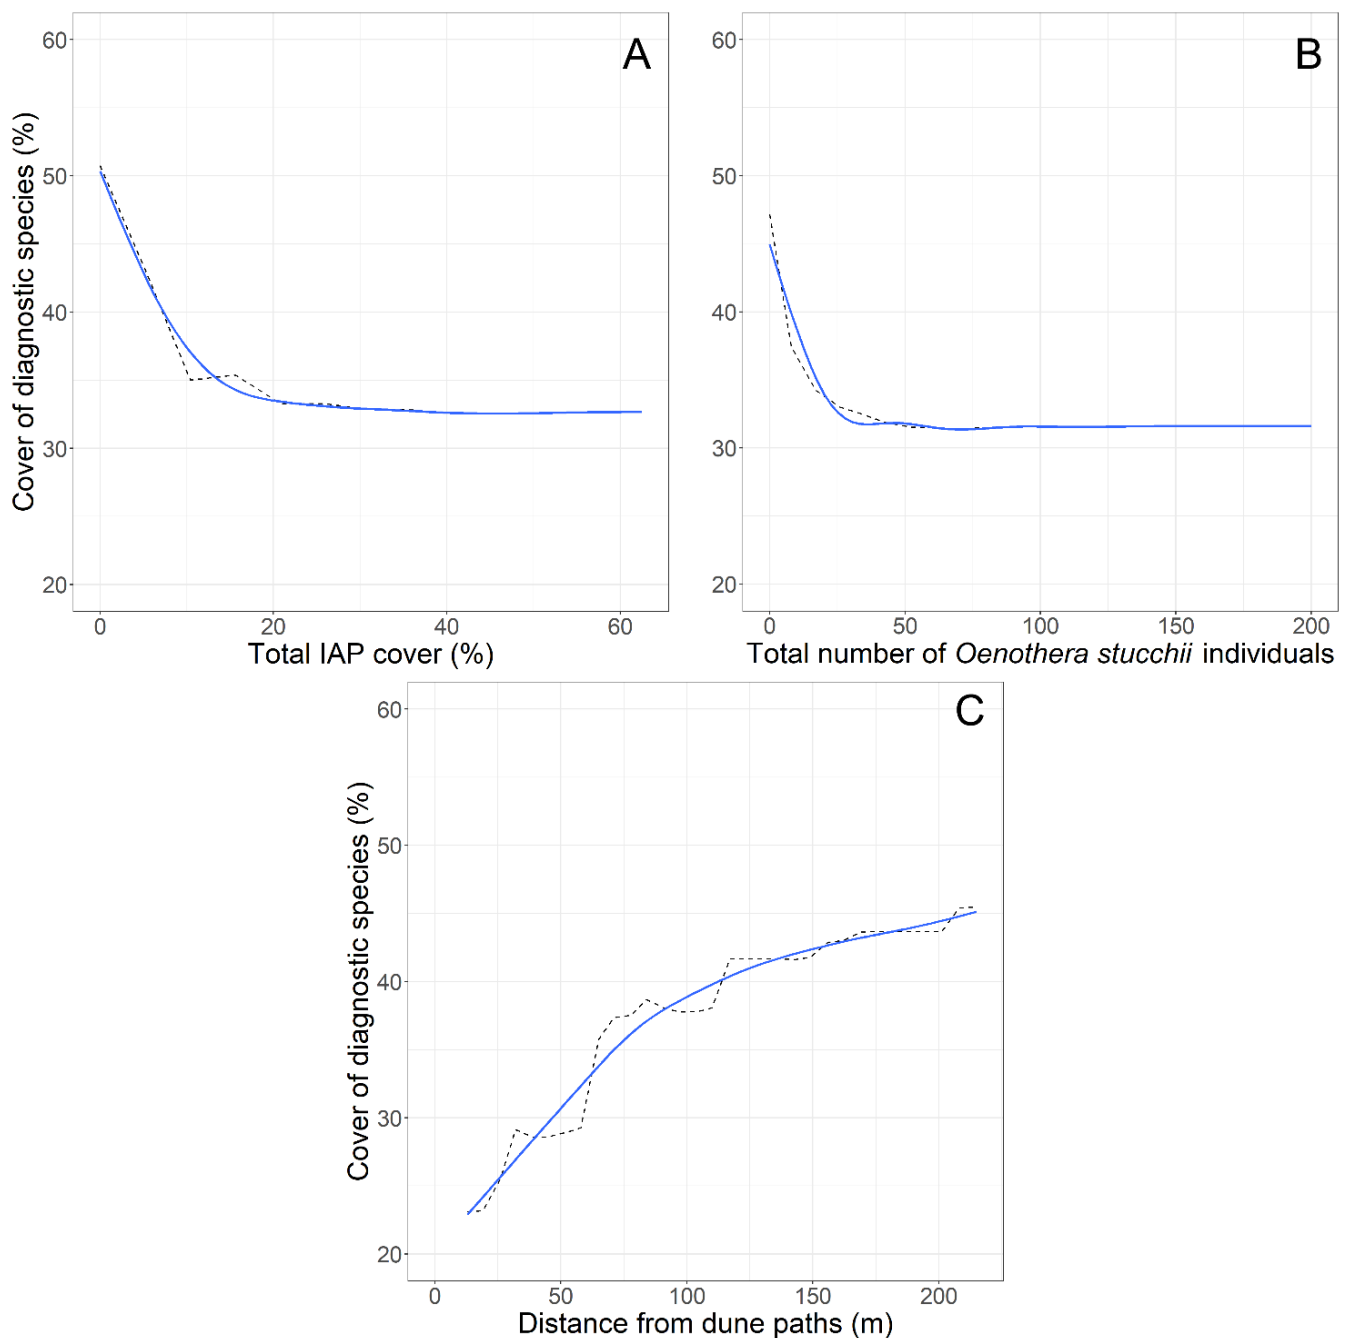 A
Cover of diagnostic species (%)
60
50
40
30
20
0 20 40 60
Total IAP cover (%)
B
60
50
40
30
20
0 50 100 150 200
Total number of Oenothera stucchii individuals
C
Cover of diagnostic species (%)
60
50
40
30
20
0 50 100 150 200
Distance from dune paths (m)